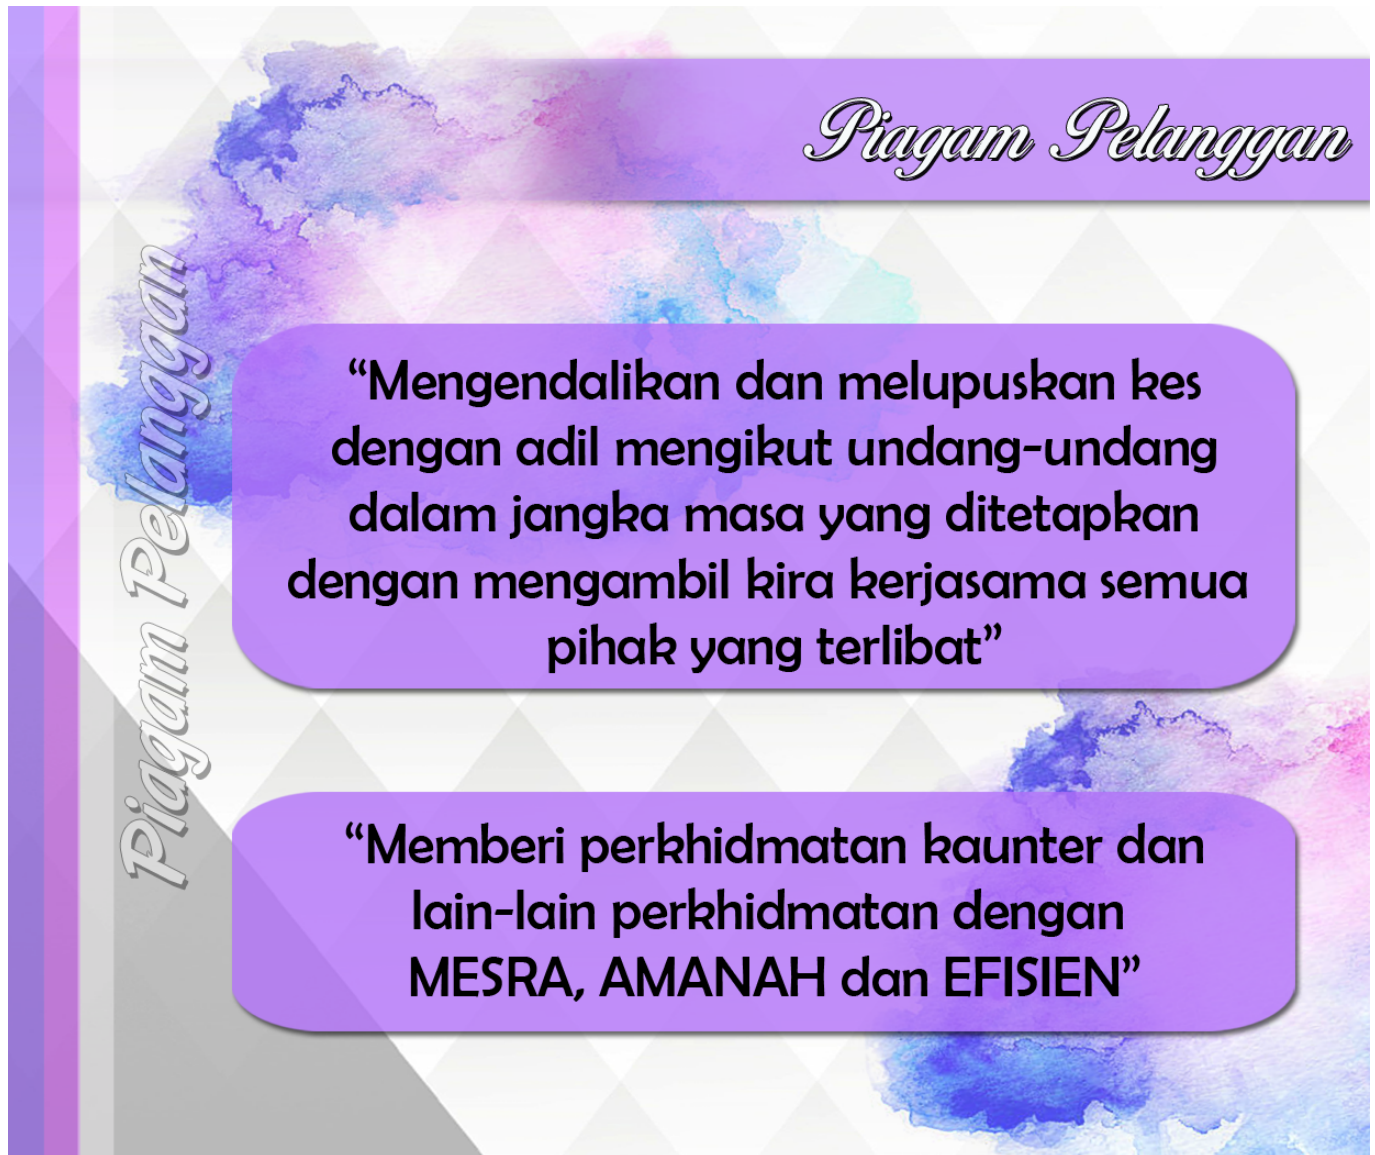 Piagam Pelanggan
Piagam Pelanggan
“Mengendalikan dan melupuskan kes
dengan adil mengikut undang-undang
dalam jangka masa yang ditetapkan
dengan mengambil kira kerjasama semua
pihak yang terlibat”
“Memberi perkhidmatan kaunter dan
lain-lain perkhidmatan dengan
MESRA, AMANAH dan EFISIEN”